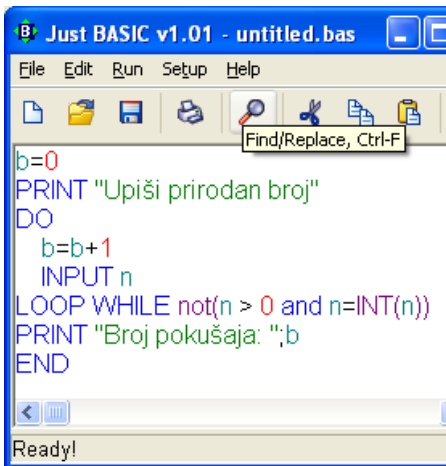 Just BASIC v1.01 - untitled.bas
File Edit Run Setup Help
Find/Replace, Ctrl-F
b=0
PRINT "Upiši prirodan broj"
DO
b=b+1
INPUT n
LOOP WHILE not(n > 0 and n=INT(n))
PRINT "Broj pokušaja: ";b
END
Ready!